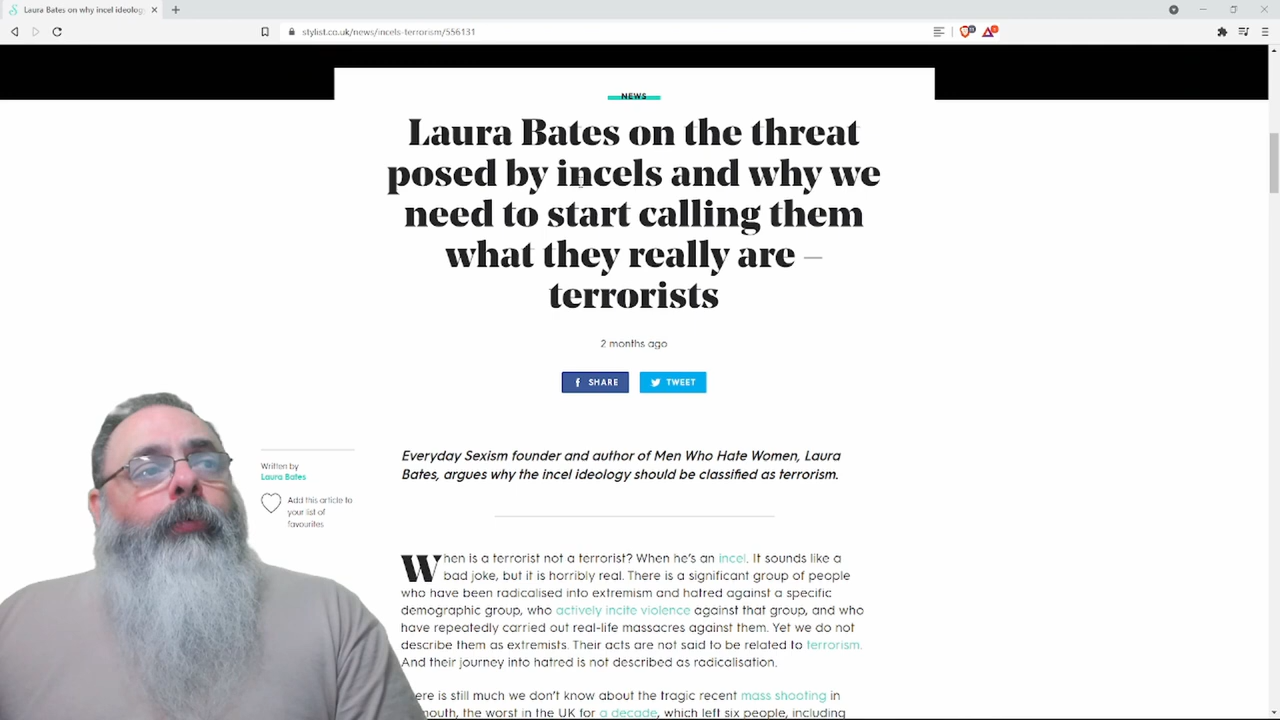 Laura Bates on why incel ideolog
stylist.co.uk/news/incels-terrorism/556131
NEWS
Laura Bates on the threat
posed by incels and why we
need to start calling them
what they really are –
terrorists
2 months ago
SHARE TWEET
Everyday Sexism founder and author of Men Who Hate Women, Laura
Bates, argues why the incel ideology should be classified as terrorism.
Written by
Laura Bates
Add this article to
your list of
favourites
When is a terrorist not a terrorist? When he's an incel. It sounds like a
bad joke, but it is horribly real. There is a significant group of people
who have been radicalised into extremism and hatred against a specific
demographic group, who actively incite violence against that group, and who
have repeatedly carried out real-life massacres against them. Yet we do not
describe them as extremists. Their acts are not said to be related to terrorism.
And their journey into hatred is not described as radicalisation.
ere is still much we don't know about the tragic recent mass shooting in
mouth, the worst in the UK for a decade, which left six people, including